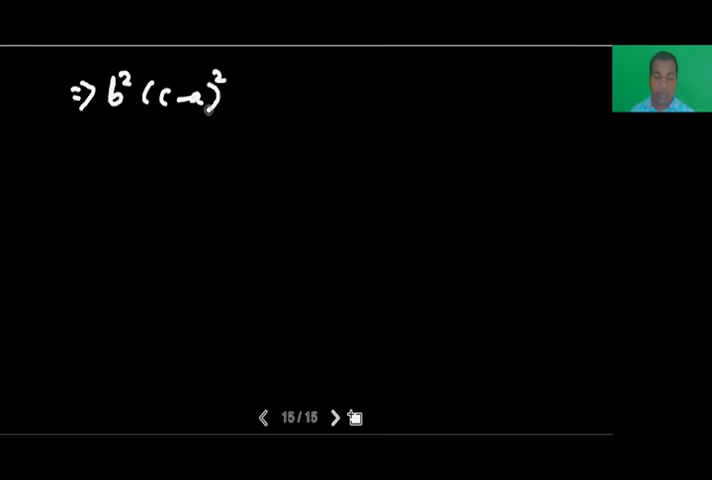 => b² (c-a)²
15 / 15